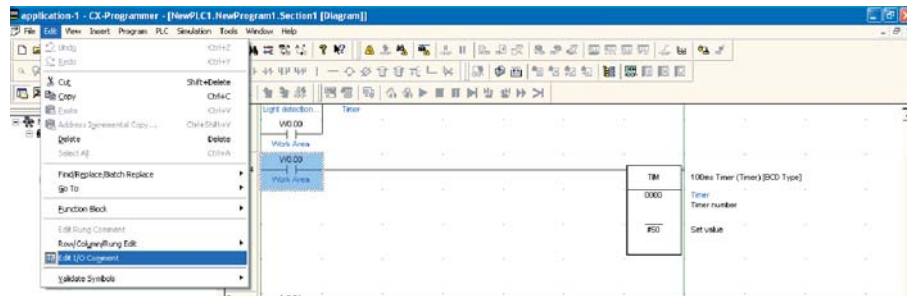 application-1 - CX-Programmer - [NewPLC1.NewProgram1.Section1 [Diagram]]
File Edit View Insert Program PLC Simulation Tools Window Help
Undo Ctrl+Z
Redo Ctrl+Y
Cut Shift+Delete
Copy Ctrl+C
Paste Ctrl+V
Address Incremental Copy... Ctrl+Shift+V
Delete Delete
Select All Ctrl+A
Find/Replace/Batch Replace
Go To
Function Block
Edit Rung Comment
Row/Column/Rung Edit
Edit I/O Comment
Validate Symbols
Light detection... Timer
W0.00
Work Area
W0.00
Work Area
TIM 100ms Timer (Timer) [BCD Type]
0000 Timer
Timer number
#50 Set value